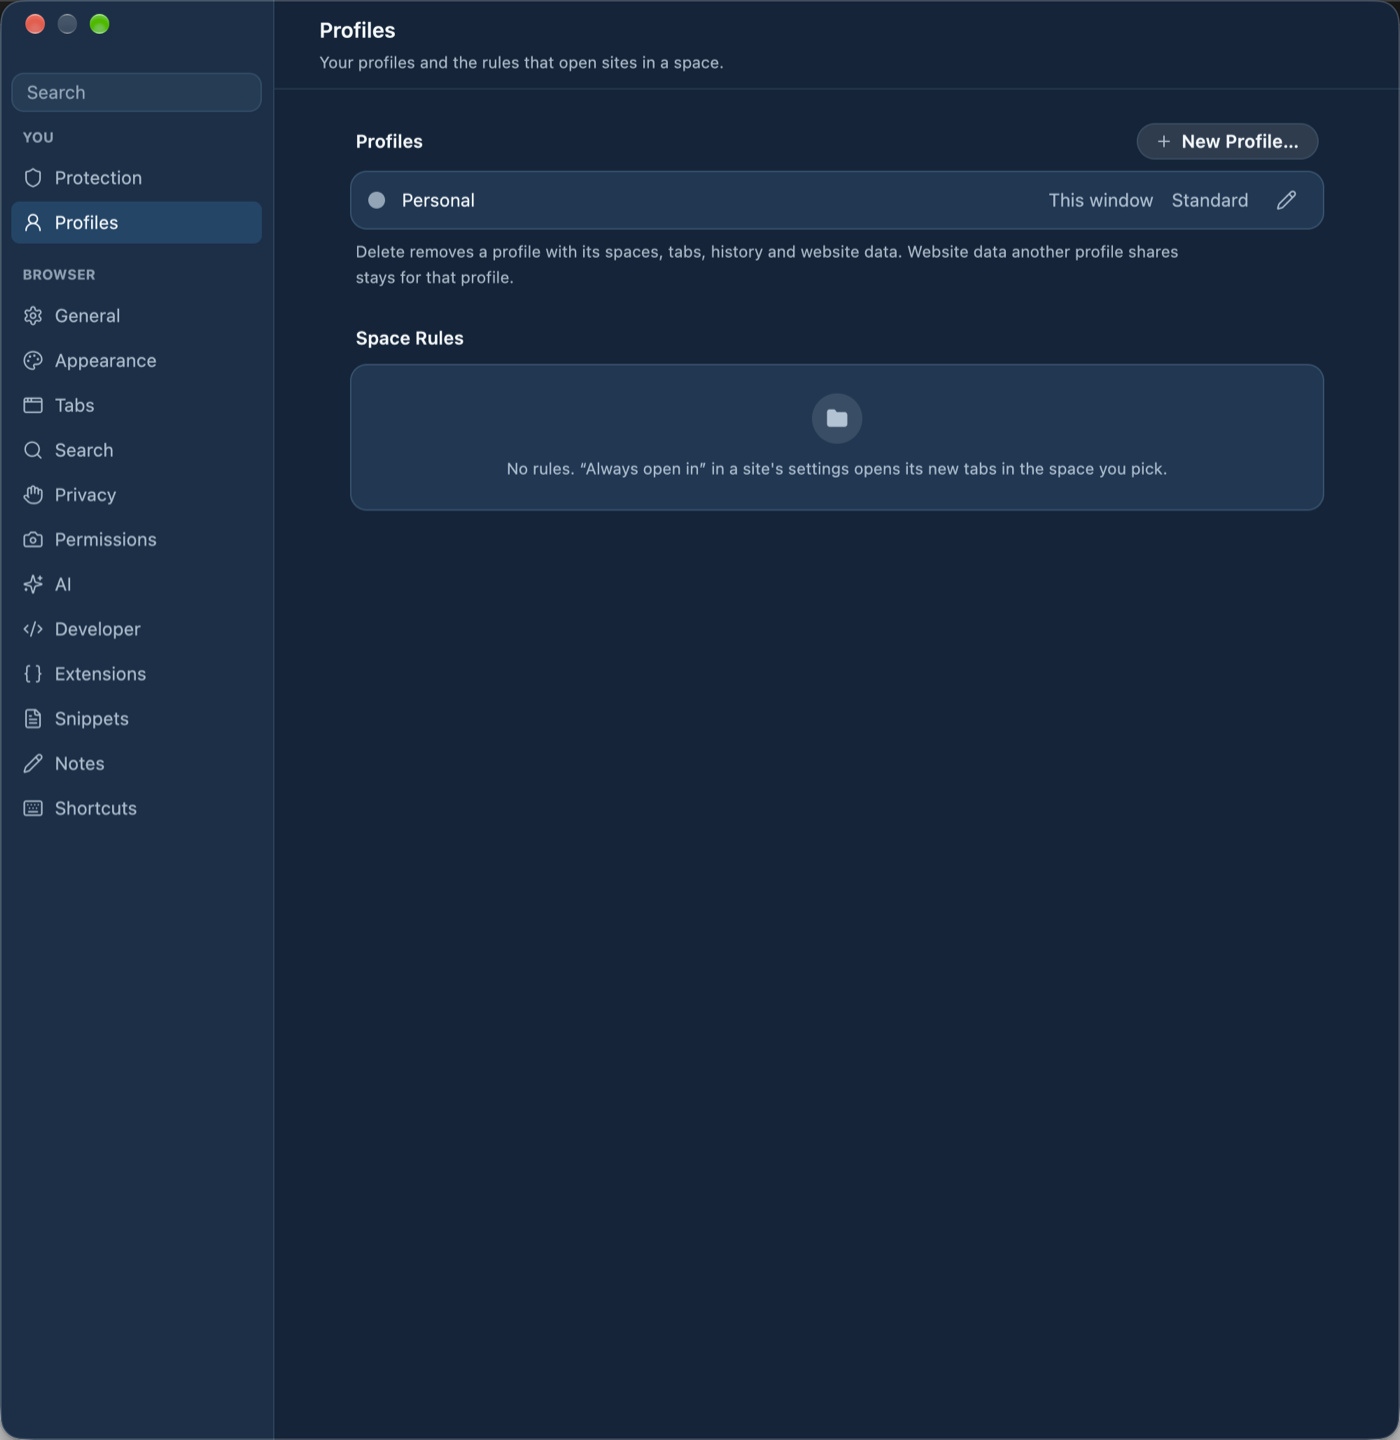 Search
YOU
Protection
Profiles
BROWSER
General
Appearance
Tabs
Search
Privacy
Permissions
AI
Developer
Extensions
Snippets
Notes
Shortcuts
Profiles
Your profiles and the rules that open sites in a space.
Profiles
+ New Profile...
Personal
This window Standard
Delete removes a profile with its spaces, tabs, history and website data. Website data another profile shares
stays for that profile.
Space Rules
No rules. “Always open in” in a site's settings opens its new tabs in the space you pick.